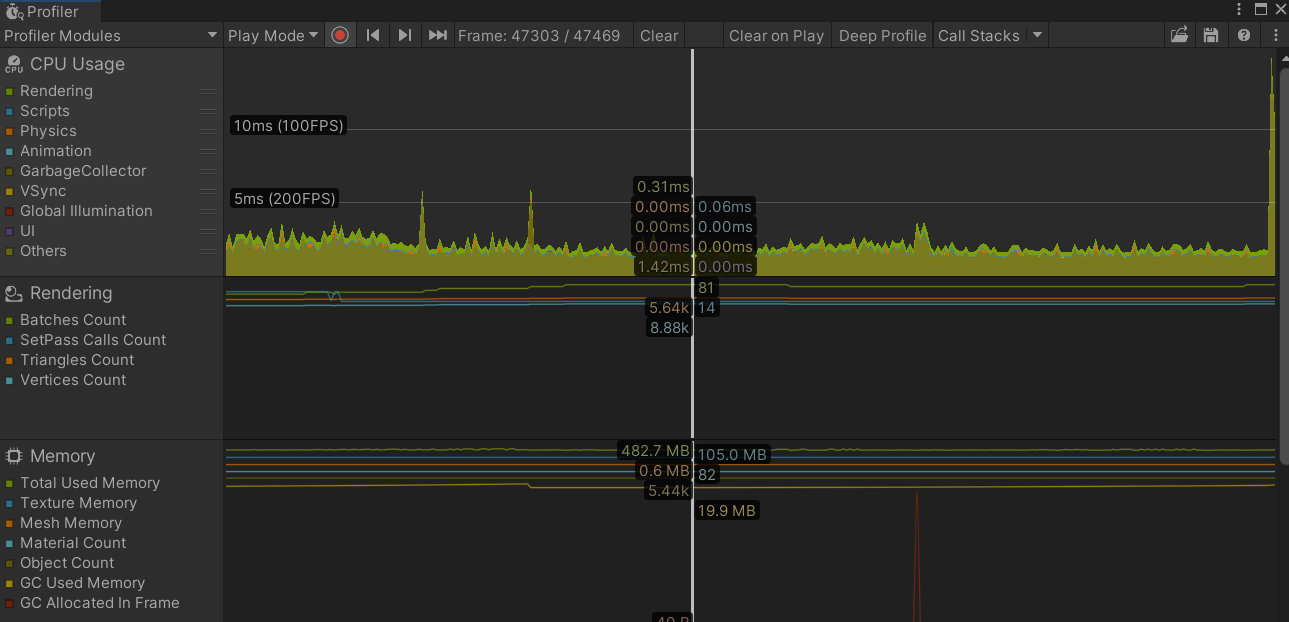 Profiler
Profiler Modules Play Mode Frame: 47303 / 47469 Clear Clear on Play Deep Profile Call Stacks
CPU Usage
CPU
Rendering
Scripts
Physics
Animation
GarbageCollector
VSync
Global Illumination
UI
Others
10ms (100FPS)
5ms (200FPS)
0.31ms
0.00ms 0.06ms
0.00ms 0.00ms
0.00ms 0.00ms
1.42ms 0.00ms
Rendering
Batches Count
SetPass Calls Count
Triangles Count
Vertices Count
81
5.64k 14
8.88k
Memory
Total Used Memory
Texture Memory
Mesh Memory
Material Count
Object Count
GC Used Memory
GC Allocated In Frame
482.7 MB 105.0 MB
0.6 MB 82
5.44k
19.9 MB